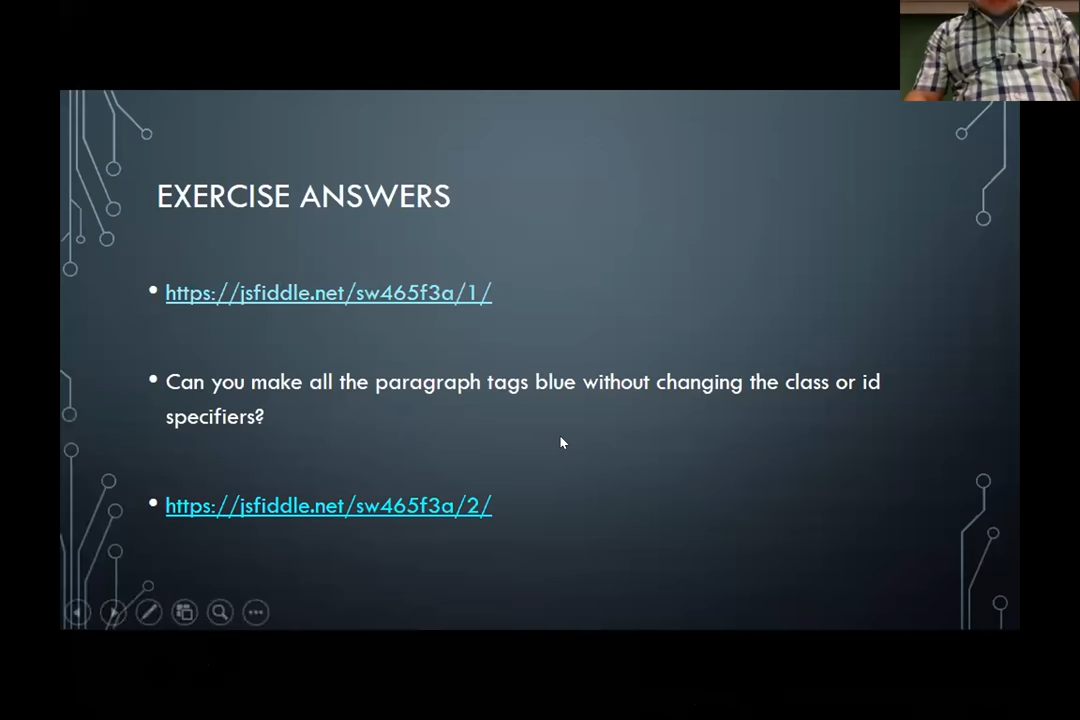 EXERCISE ANSWERS
• https://jsfiddle.net/sw465f3a/1/
• Can you make all the paragraph tags blue without changing the class or id
specifiers?
• https://jsfiddle.net/sw465f3a/2/